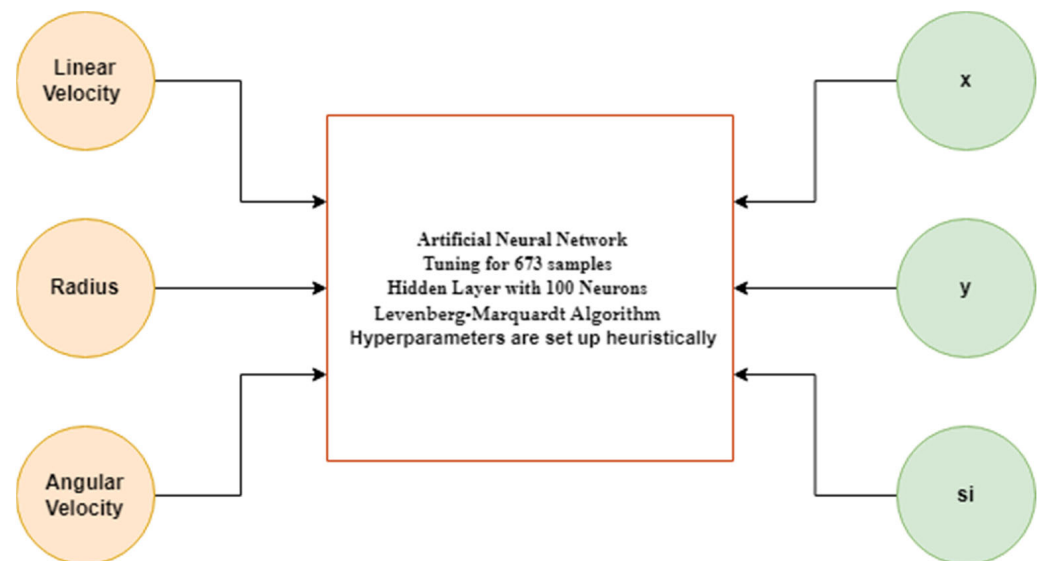 Linear
Velocity
Radius
Angular
Velocity
Artificial Neural Network
Tuning for 673 samples
Hidden Layer with 100 Neurons
Levenberg-Marquardt Algorithm
Hyperparameters are set up heuristically
x
y
si